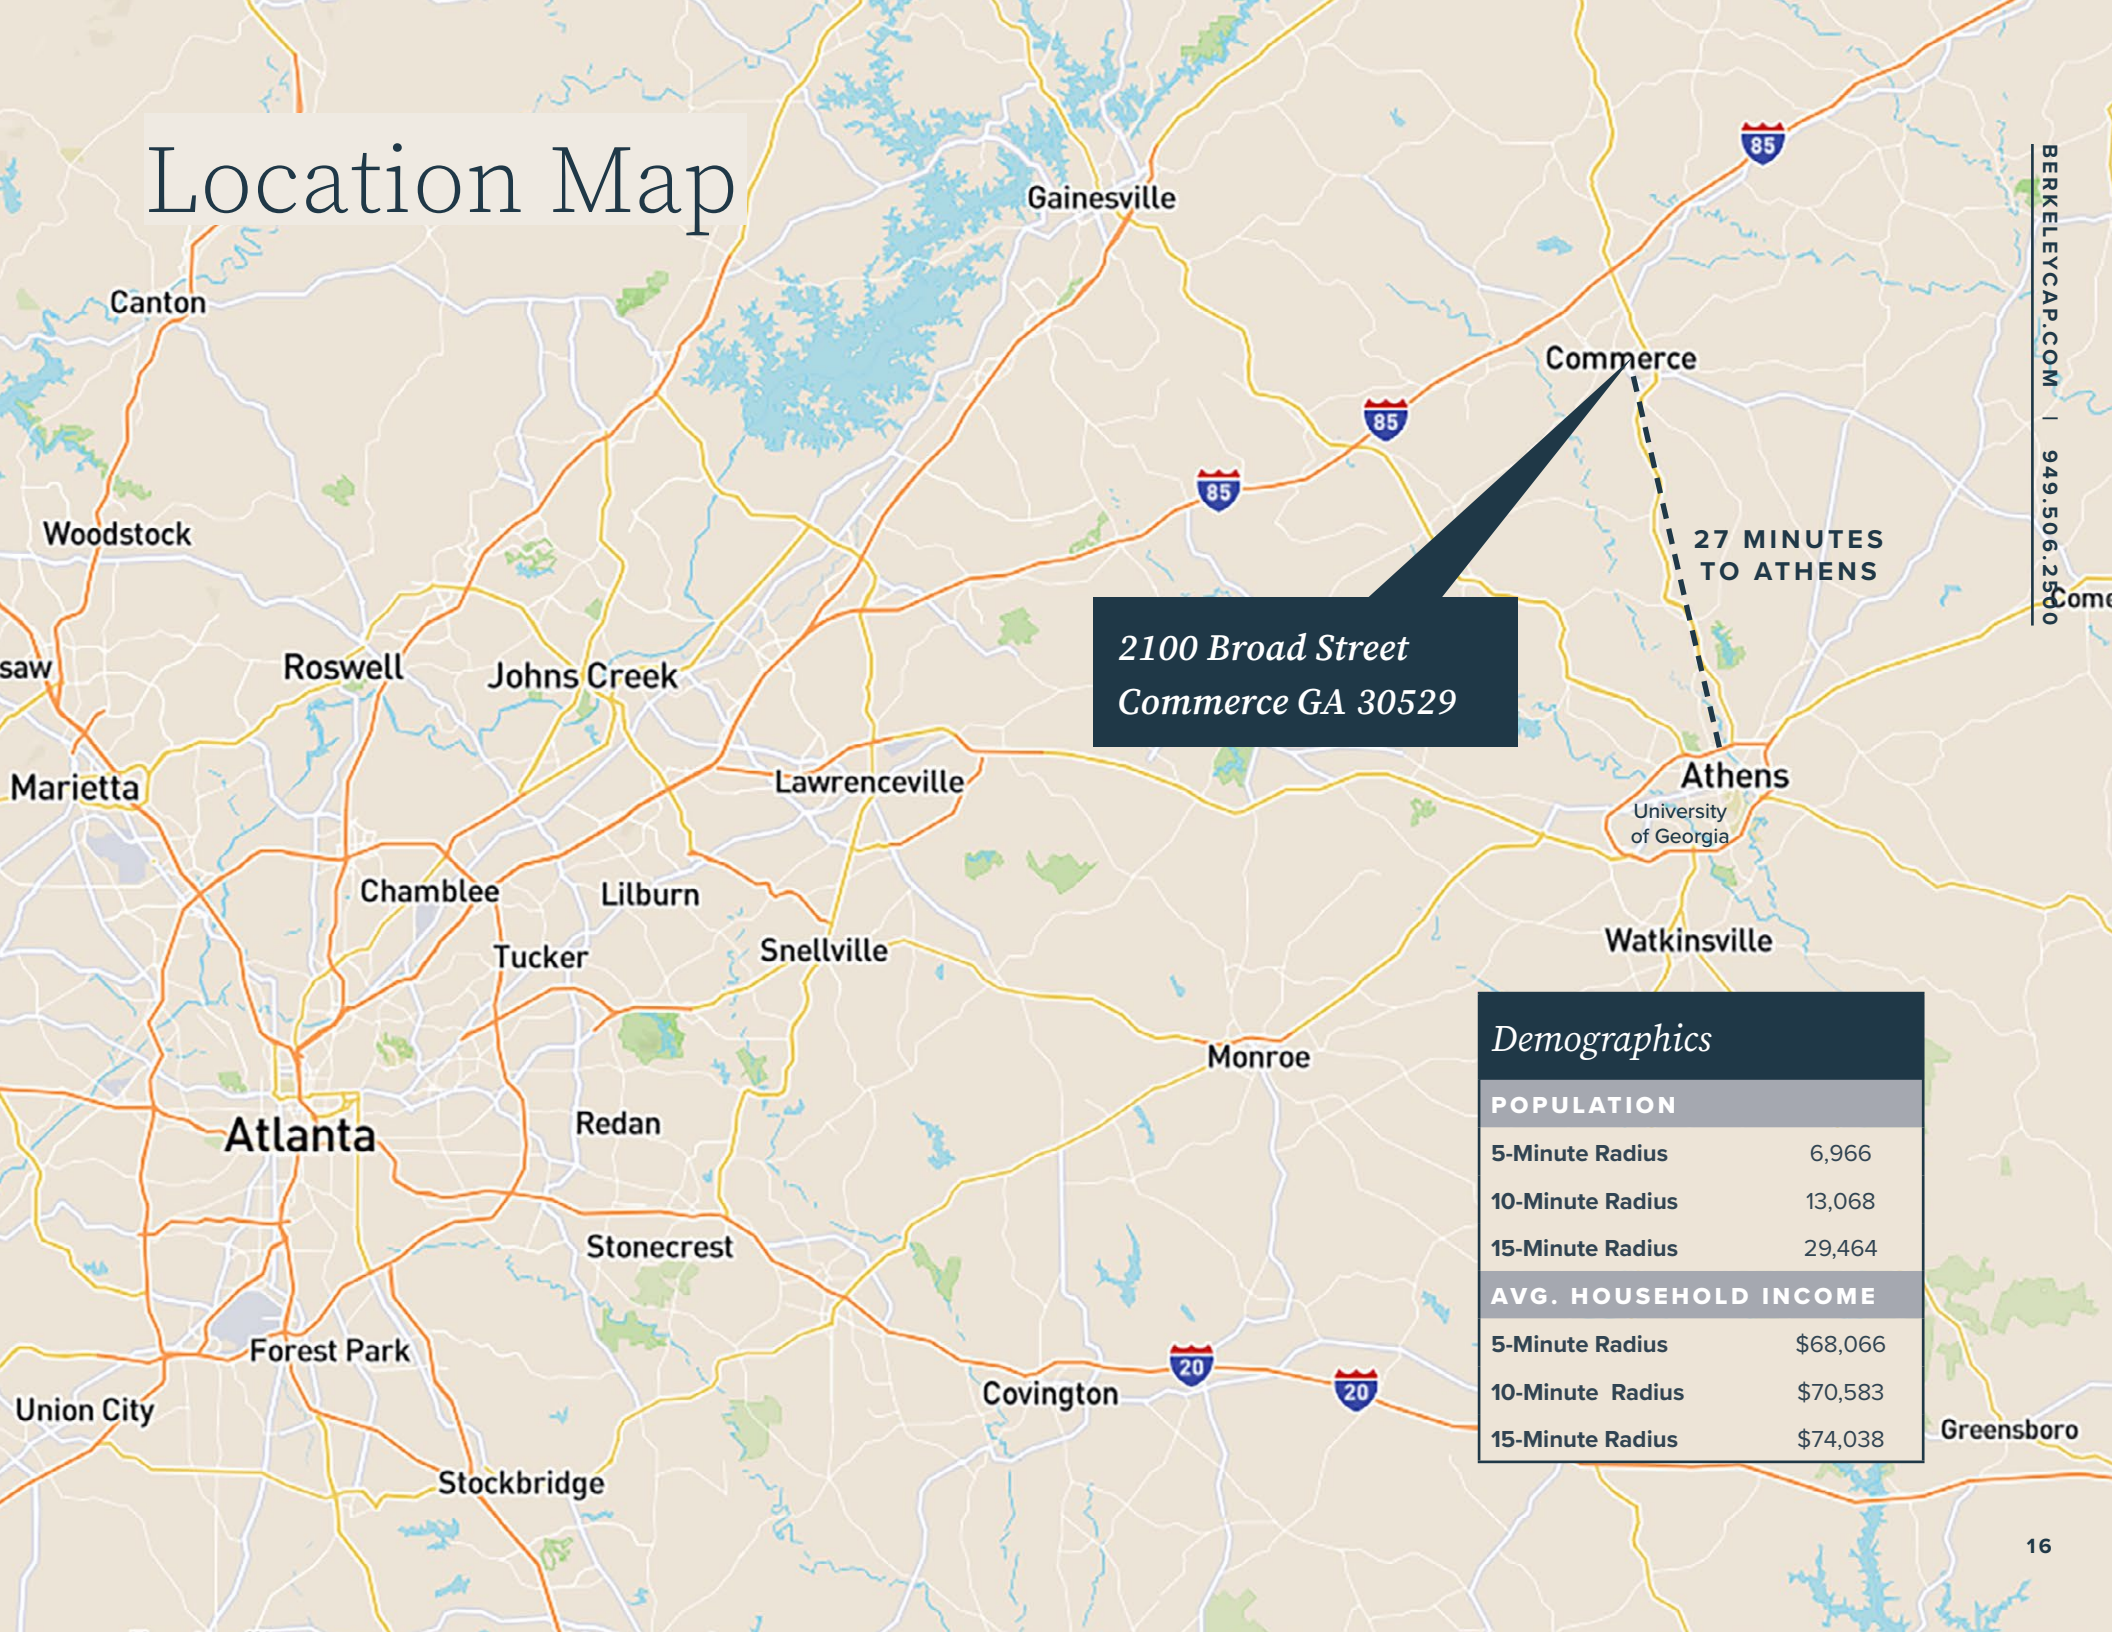 Location Map
BERKELEYCAP.COM | 949.506.2500
85
Gainesville
Canton
Commerce
85
85
Woodstock
27 MINUTES
TO ATHENS
Come
2100 Broad Street
Commerce GA 30529
saw
Roswell
Johns Creek
Marietta
Lawrenceville
Athens
University
of Georgia
Chamblee
Lilburn
Tucker
Snellville
Watkinsville
Monroe
Atlanta
Redan
Stonecrest
Forest Park
Union City
Covington
20
20
Stockbridge
Greensboro
Demographics
POPULATION
5-Minute Radius 6,966
10-Minute Radius 13,068
15-Minute Radius 29,464
AVG. HOUSEHOLD INCOME
5-Minute Radius $68,066
10-Minute Radius $70,583
15-Minute Radius $74,038
16